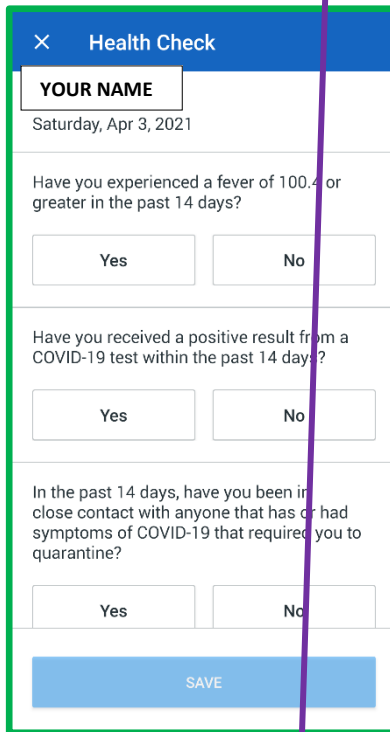 Health Check
YOUR NAME
Saturday, Apr 3, 2021
Have you experienced a fever of 100.4 or
greater in the past 14 days?
Yes No
Have you received a positive result from a
COVID-19 test within the past 14 days?
Yes No
In the past 14 days, have you been in
close contact with anyone that has or had
symptoms of COVID-19 that required you to
quarantine?
Yes No
SAVE